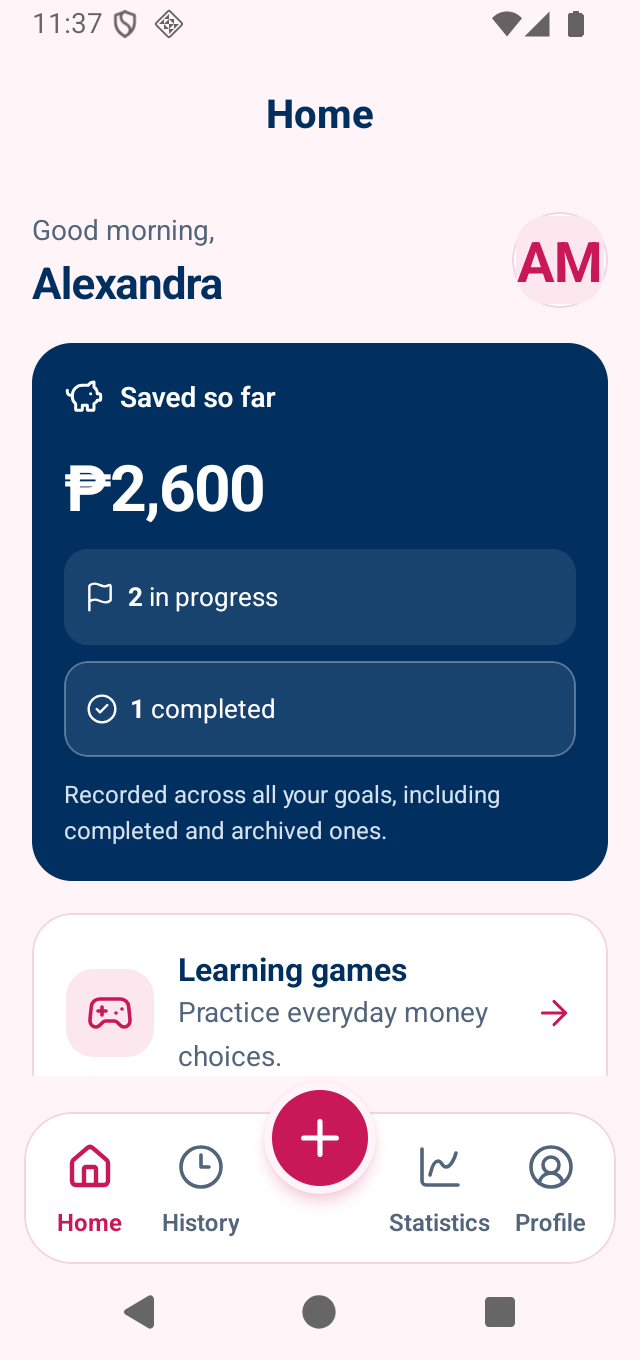 11:37
Home
Good morning,
Alexandra
AM
Saved so far
₱2,600
2 in progress
1 completed
Recorded across all your goals, including
completed and archived ones.
Learning games
Practice everyday money
choices.
Home
History
Statistics
Profile